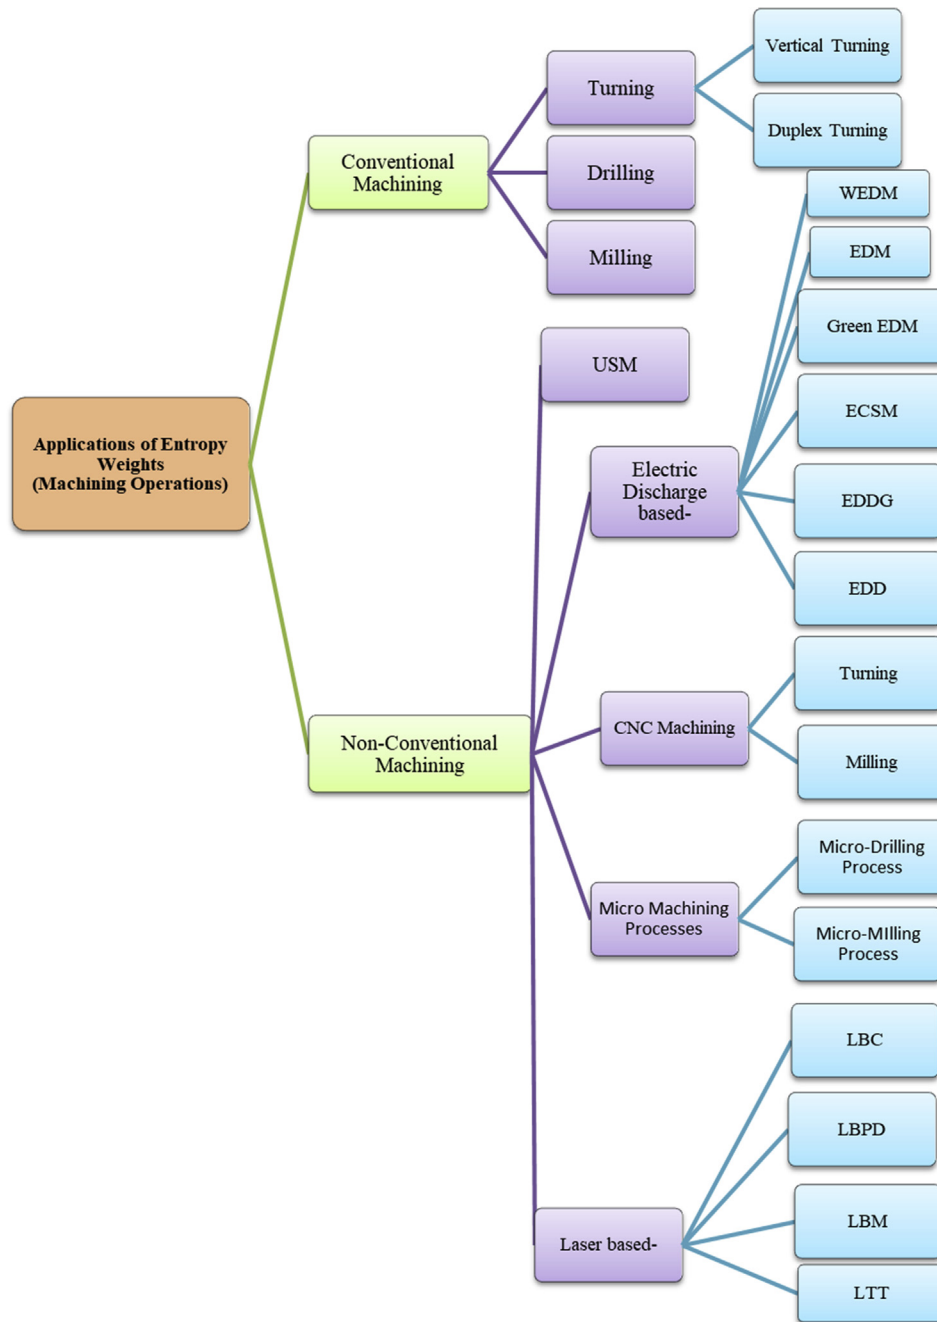 Applications of Entropy
Weights
(Machining Operations)
Conventional
Machining
Turning
Vertical Turning
Duplex Turning
Drilling
Milling
Non-Conventional
Machining
USM
Electric
Discharge
based-
WEDM
EDM
Green EDM
ECSM
EDDG
EDD
CNC Machining
Turning
Milling
Micro Machining
Processes
Micro-Drilling
Process
Micro-MIlling
Process
Laser based-
LBC
LBPD
LBM
LTT